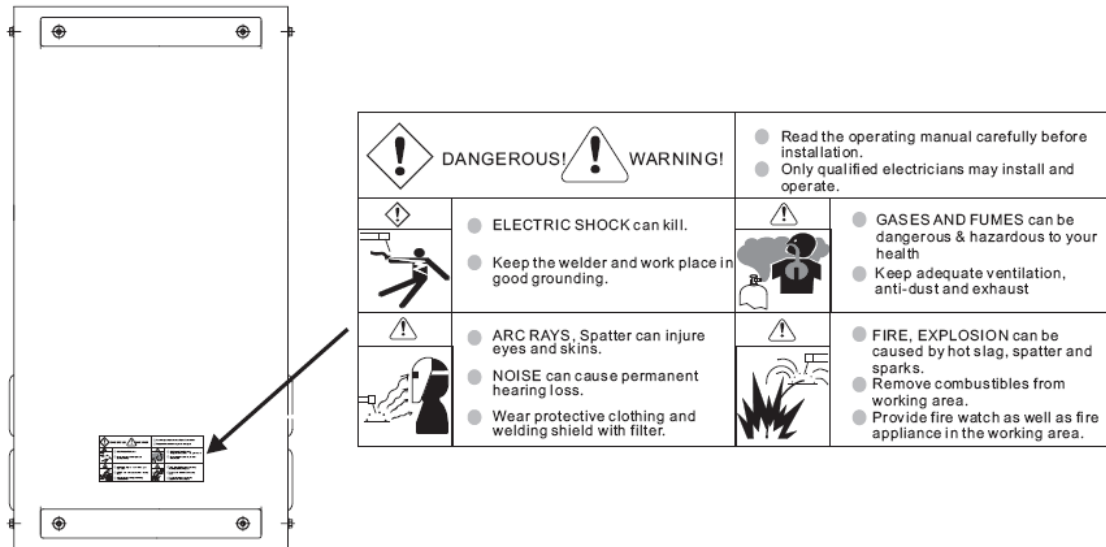 DANGEROUS! WARNING!
Read the operating manual carefully before
installation.
Only qualified electricians may install and
operate.
ELECTRIC SHOCK can kill.
Keep the welder and work place in
good grounding.
GASES AND FUMES can be
dangerous & hazardous to your
health
Keep adequate ventilation,
anti-dust and exhaust
ARC RAYS, Spatter can injure
eyes and skins.
NOISE can cause permanent
hearing loss.
Wear protective clothing and
welding shield with filter.
FIRE, EXPLOSION can be
caused by hot slag, spatter and
sparks.
Remove combustibles from
working area.
Provide fire watch as well as fire
appliance in the working area.